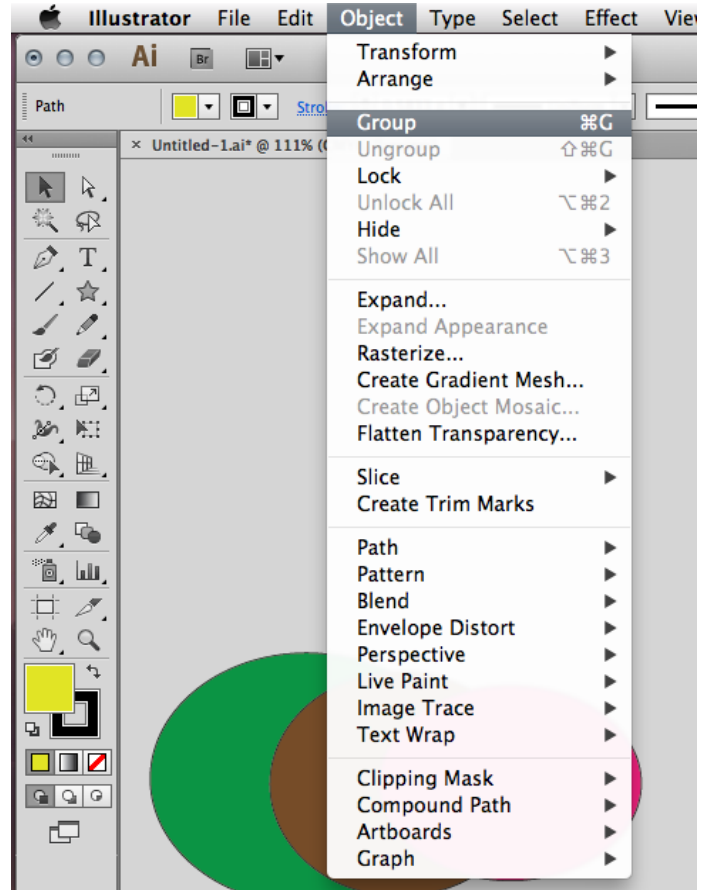 Illustrator File Edit Object Type Select Effect
Ai Br
Path
× Untitled-1.ai* @ 111%
Transform
Arrange
Group ⌘G
Ungroup ⇧⌘G
Lock
Unlock All ⌥⌘2
Hide
Show All ⌥⌘3
Expand...
Expand Appearance
Rasterize...
Create Gradient Mesh...
Create Object Mosaic...
Flatten Transparency...
Slice
Create Trim Marks
Path
Pattern
Blend
Envelope Distort
Perspective
Live Paint
Image Trace
Text Wrap
Clipping Mask
Compound Path
Artboards
Graph